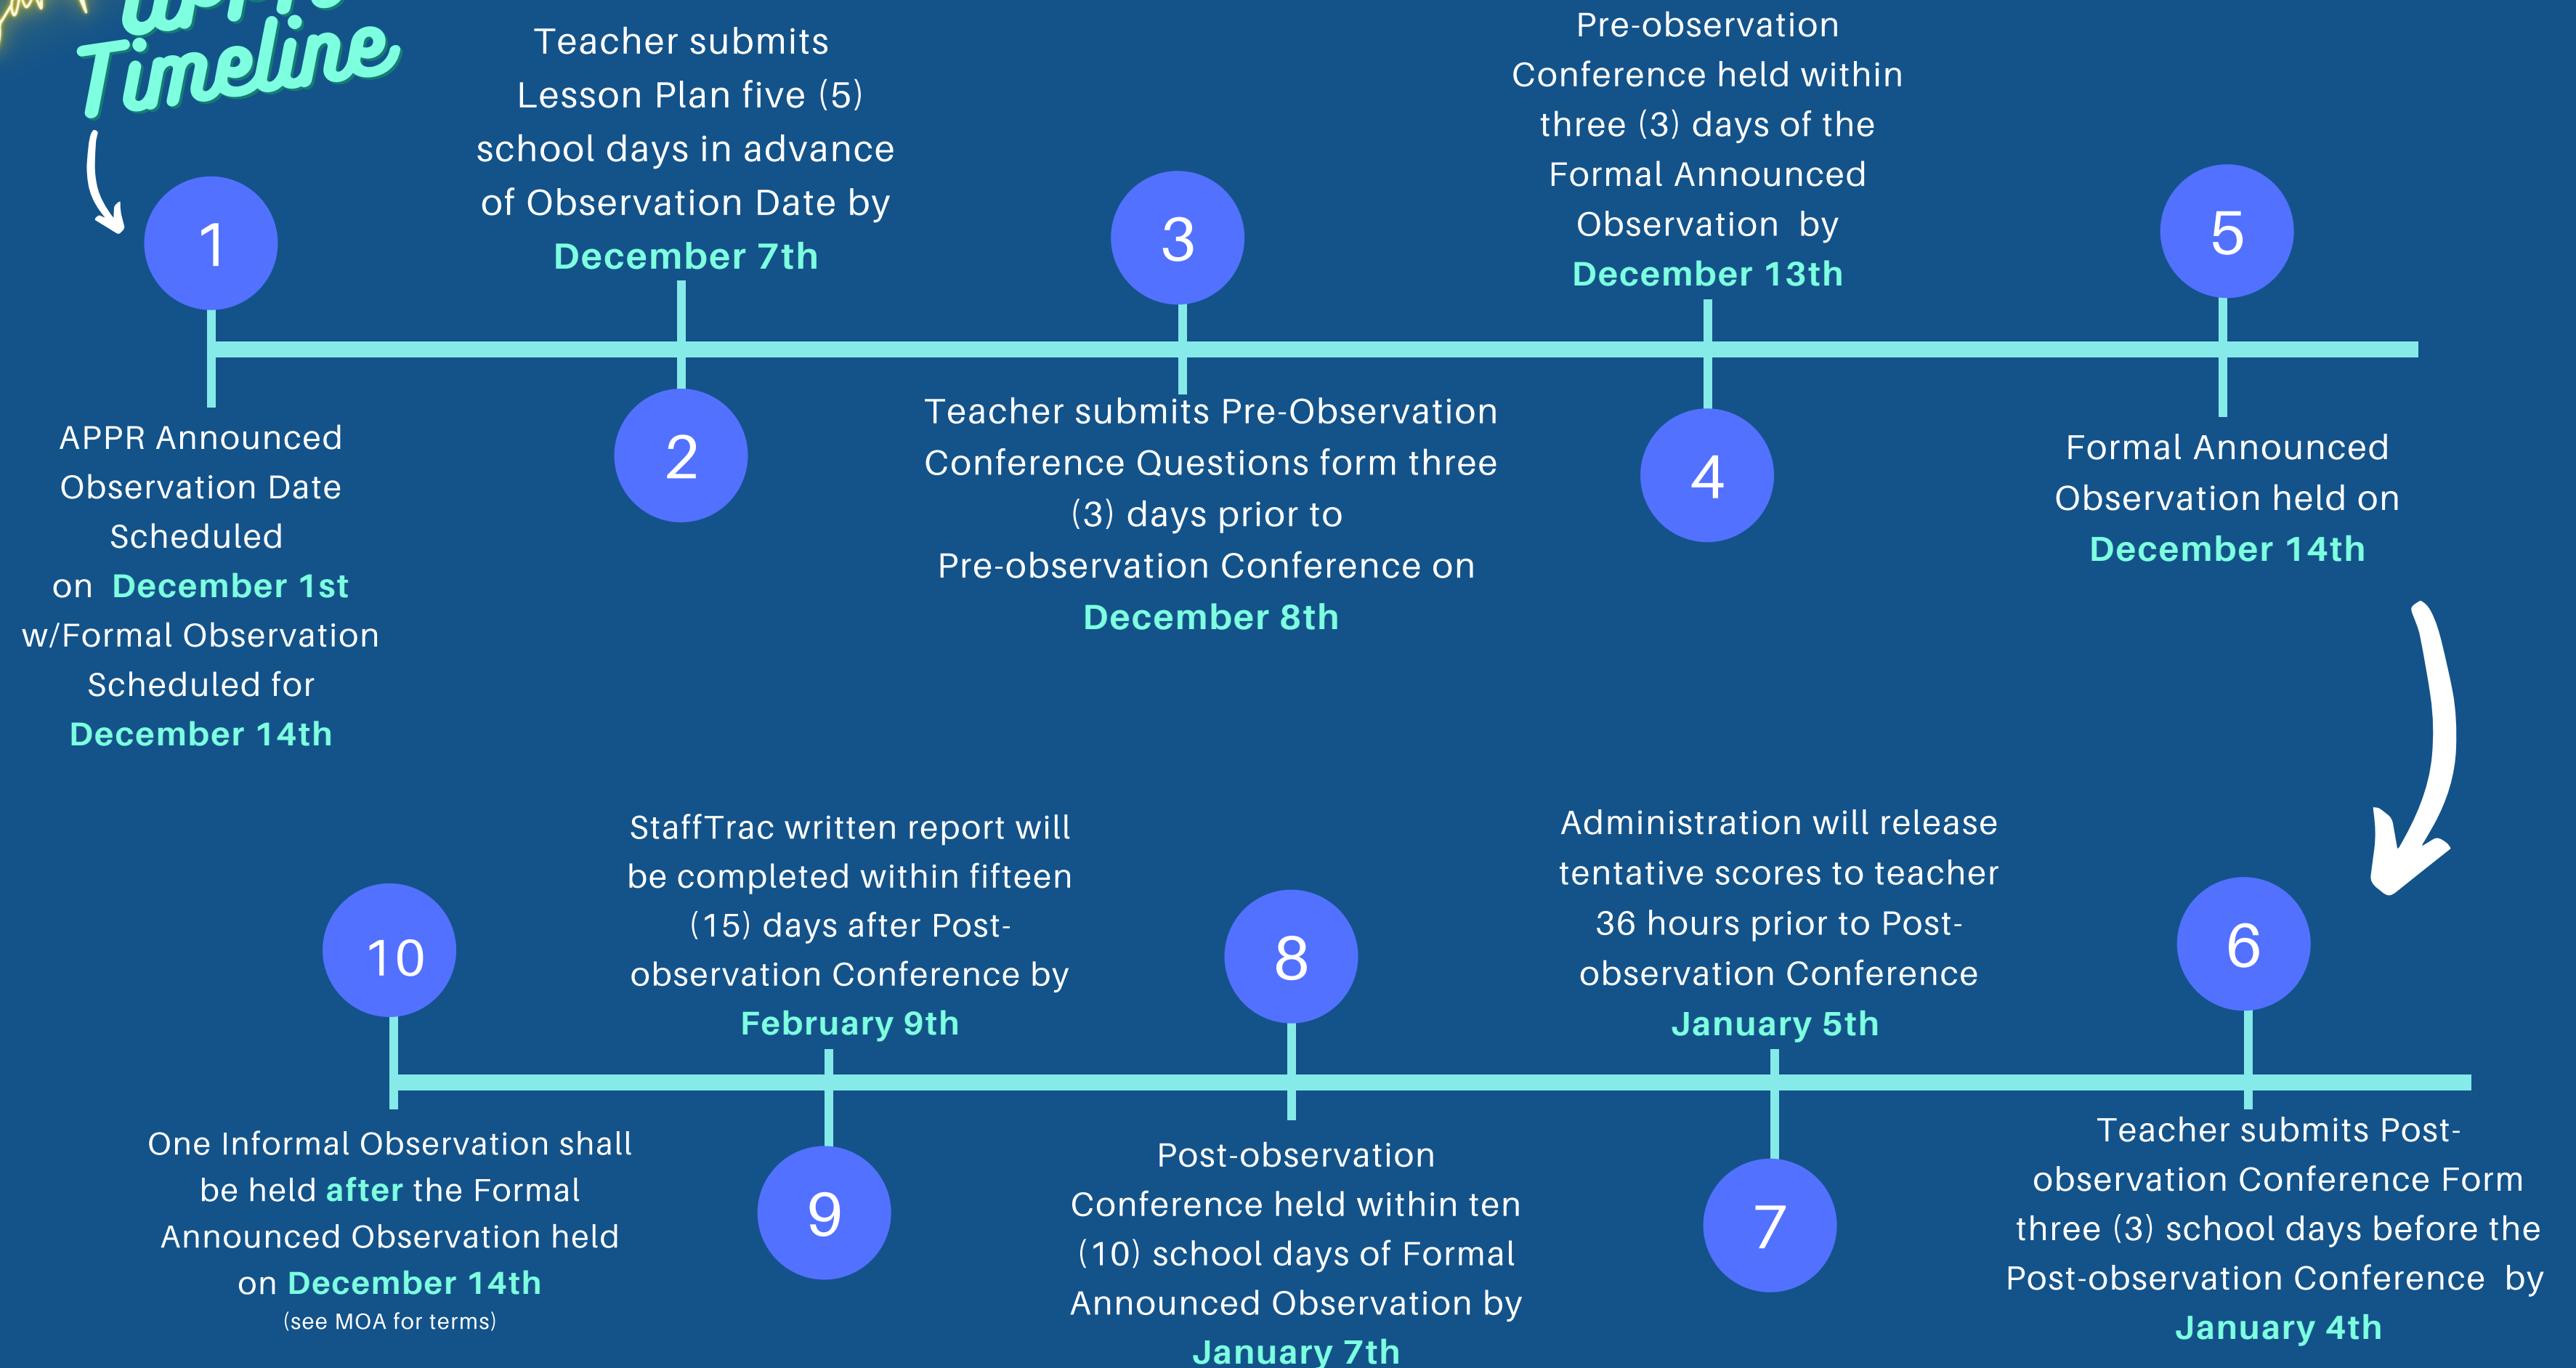 Timeline
1
APPR Announced
Observation Date
Scheduled
on December 1st
w/Formal Observation
Scheduled for
December 14th
Teacher submits
Lesson Plan five (5)
school days in advance
of Observation Date by
December 7th
2
3
Teacher submits Pre-Observation
Conference Questions form three
(3) days prior to
Pre-observation Conference on
December 8th
Pre-observation
Conference held within
three (3) days of the
Formal Announced
Observation by
December 13th
4
5
Formal Announced
Observation held on
December 14th
6
Teacher submits Post-
observation Conference Form
three (3) school days before the
Post-observation Conference by
January 4th
Administration will release
tentative scores to teacher
36 hours prior to Post-
observation Conference
January 5th
7
8
Post-observation
Conference held within ten
(10) school days of Formal
Announced Observation by
January 7th
StaffTrac written report will
be completed within fifteen
(15) days after Post-
observation Conference by
February 9th
9
10
One Informal Observation shall
be held after the Formal
Announced Observation held
on December 14th
(see MOA for terms)